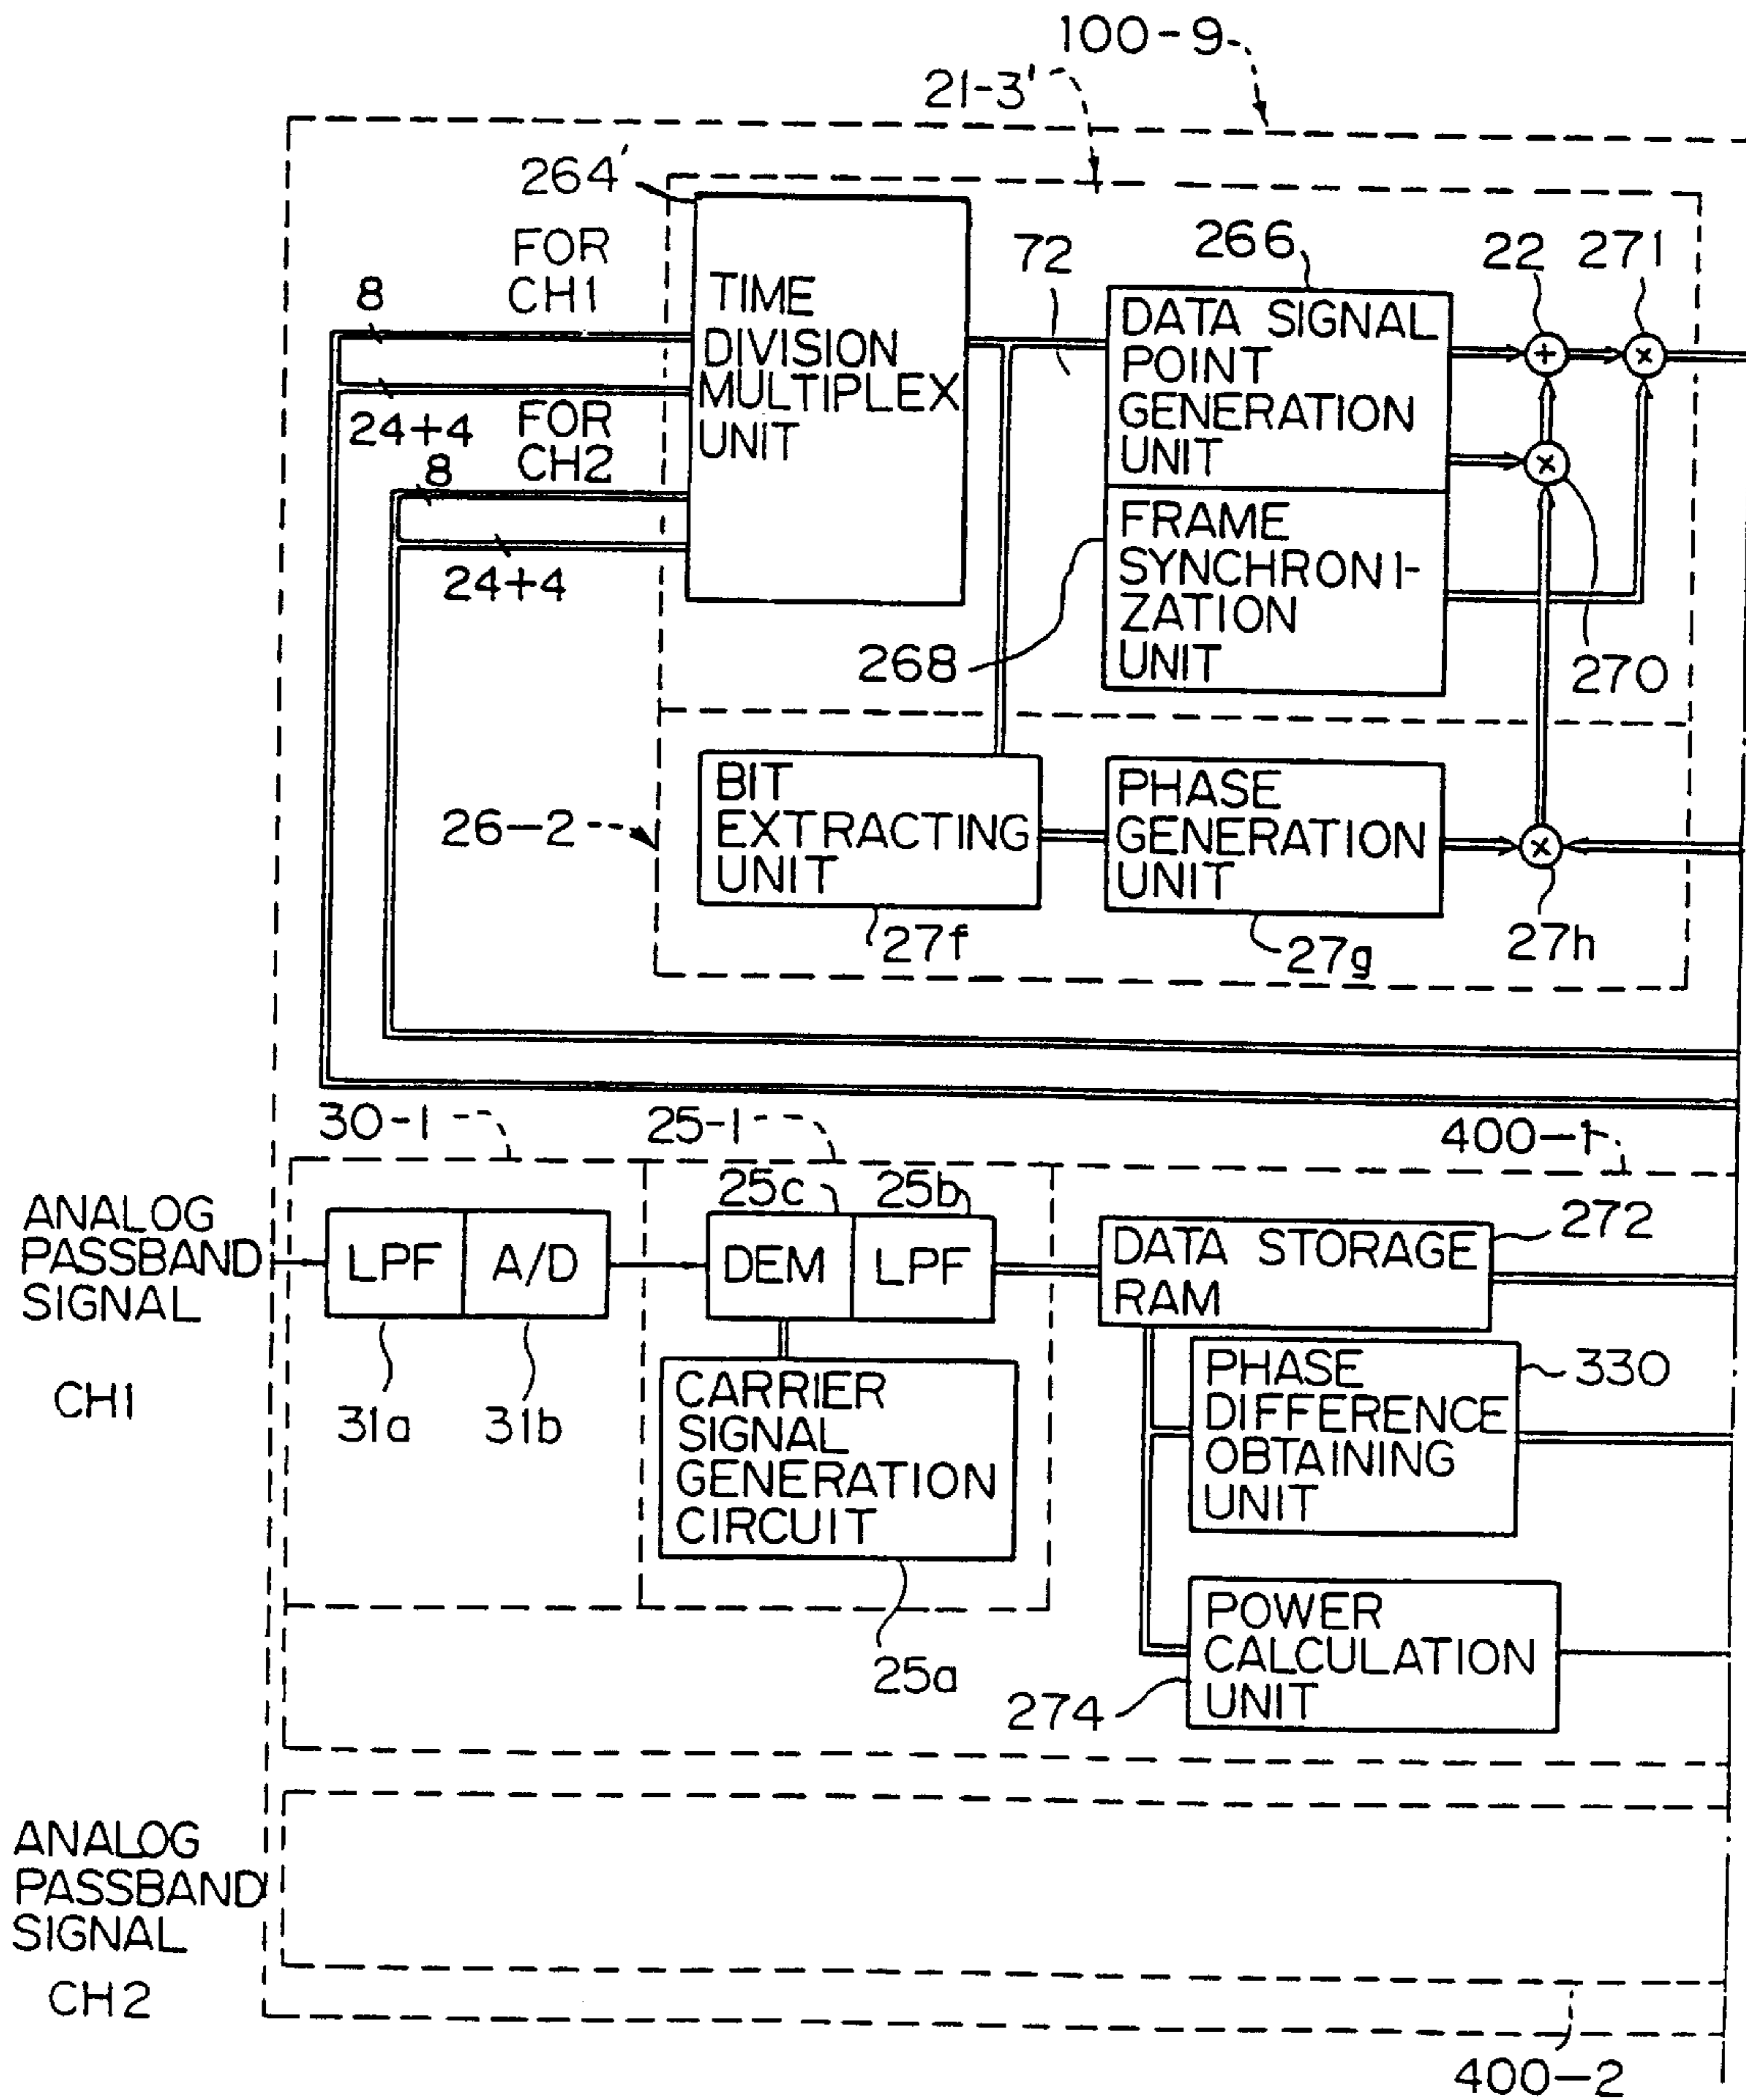 100-9
21-3'
264'
FOR
CH1
8
24+4
FOR
CH2
8
24+4
TIME
DIVISION
MULTIPLEX
UNIT
72
266
DATA SIGNAL
POINT
GENERATION
UNIT
22
271
+
×
×
FRAME
SYNCHRONI-
ZATION
UNIT
268
270
26-2
BIT
EXTRACTING
UNIT
27f
PHASE
GENERATION
UNIT
27g
×
27h
30-1
25-1
400-1
ANALOG
PASSBAND
SIGNAL
CH1
LPF
A/D
31a
31b
25c
25b
DEM
LPF
CARRIER
SIGNAL
GENERATION
CIRCUIT
25a
DATA STORAGE
RAM
272
PHASE
DIFFERENCE
OBTAINING
UNIT
330
POWER
CALCULATION
UNIT
274
ANALOG
PASSBAND
SIGNAL
CH2
400-2